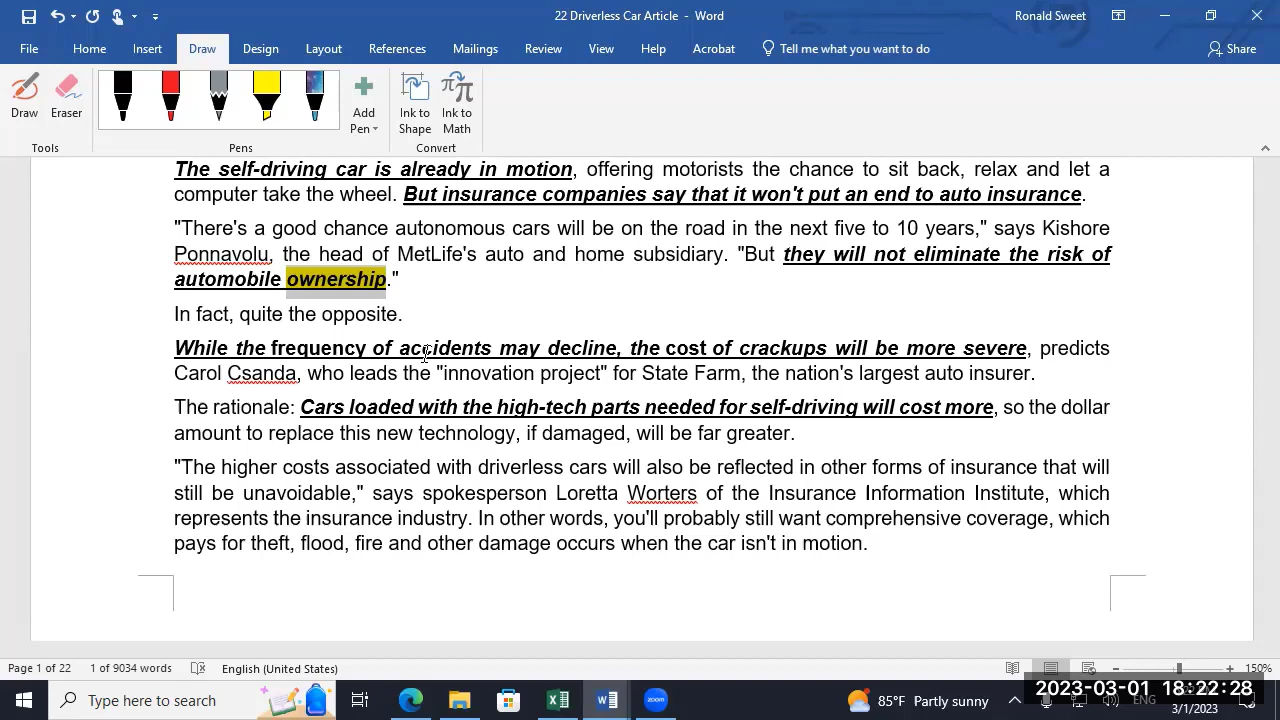 22 Driverless Car Article - Word
Ronald Sweet
File Home Insert Draw Design Layout References Mailings Review View Help Acrobat Tell me what you want to do Share
Draw Eraser Add Pen Ink to Shape Ink to Math
Tools Pens Convert
The self-driving car is already in motion, offering motorists the chance to sit back, relax and let a
computer take the wheel. But insurance companies say that it won't put an end to auto insurance.
"There's a good chance autonomous cars will be on the road in the next five to 10 years," says Kishore
Ponnavolu, the head of MetLife's auto and home subsidiary. "But they will not eliminate the risk of
automobile ownership."
In fact, quite the opposite.
While the frequency of accidents may decline, the cost of crackups will be more severe, predicts
Carol Csanda, who leads the "innovation project" for State Farm, the nation's largest auto insurer.
The rationale: Cars loaded with the high-tech parts needed for self-driving will cost more, so the dollar
amount to replace this new technology, if damaged, will be far greater.
"The higher costs associated with driverless cars will also be reflected in other forms of insurance that will
still be unavoidable," says spokesperson Loretta Worters of the Insurance Information Institute, which
represents the insurance industry. In other words, you'll probably still want comprehensive coverage, which
pays for theft, flood, fire and other damage occurs when the car isn't in motion.
Page 1 of 22 1 of 9034 words English (United States) 150%
Type here to search zoom 85°F Partly sunny ENG
2023-03-01 18:22:28
3/1/2023